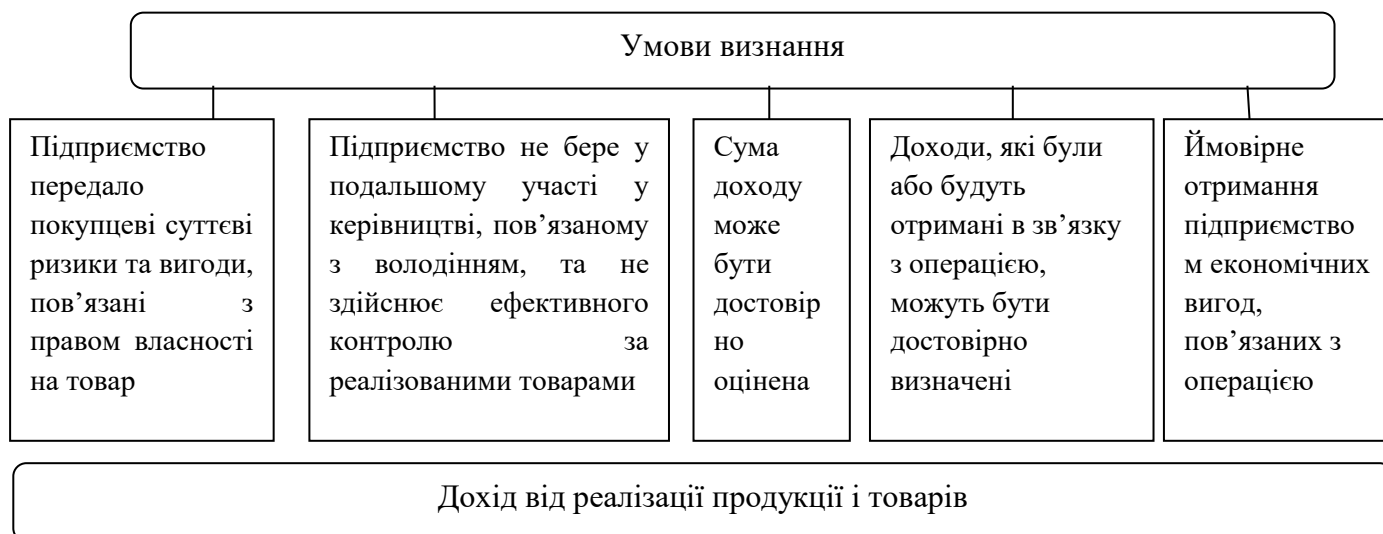 Умови визнання
Підприємство
передало
покупцеві суттєві
ризики та вигоди,
пов’язані з
правом власності
на товар
Підприємство не бере у
подальшому участі у
керівництві, пов’язаному
з володінням, та не
здійснює ефективного
контролю за
реалізованими товарами
Сума
доходу
може
бути
достовір
но
оцінена
Доходи, які були
або будуть
отримані в зв’язку
з операцією,
можуть бути
достовірно
визначені
Ймовірне
отримання
підприємство
м економічних
вигод,
пов’язаних з
операцією
Дохід від реалізації продукції і товарів